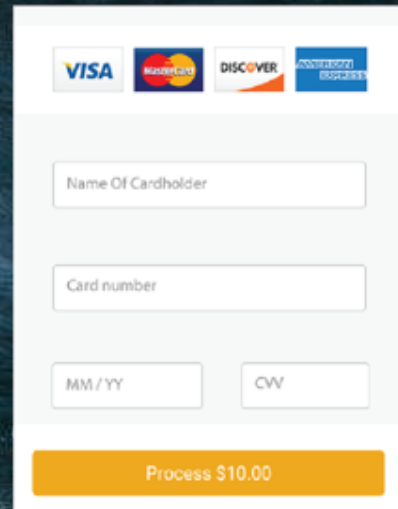 VISA MasterCard DISCOVER AMERICAN EXPRESS
Name Of Cardholder
Card number
MM / YY CVV
Process $10.00